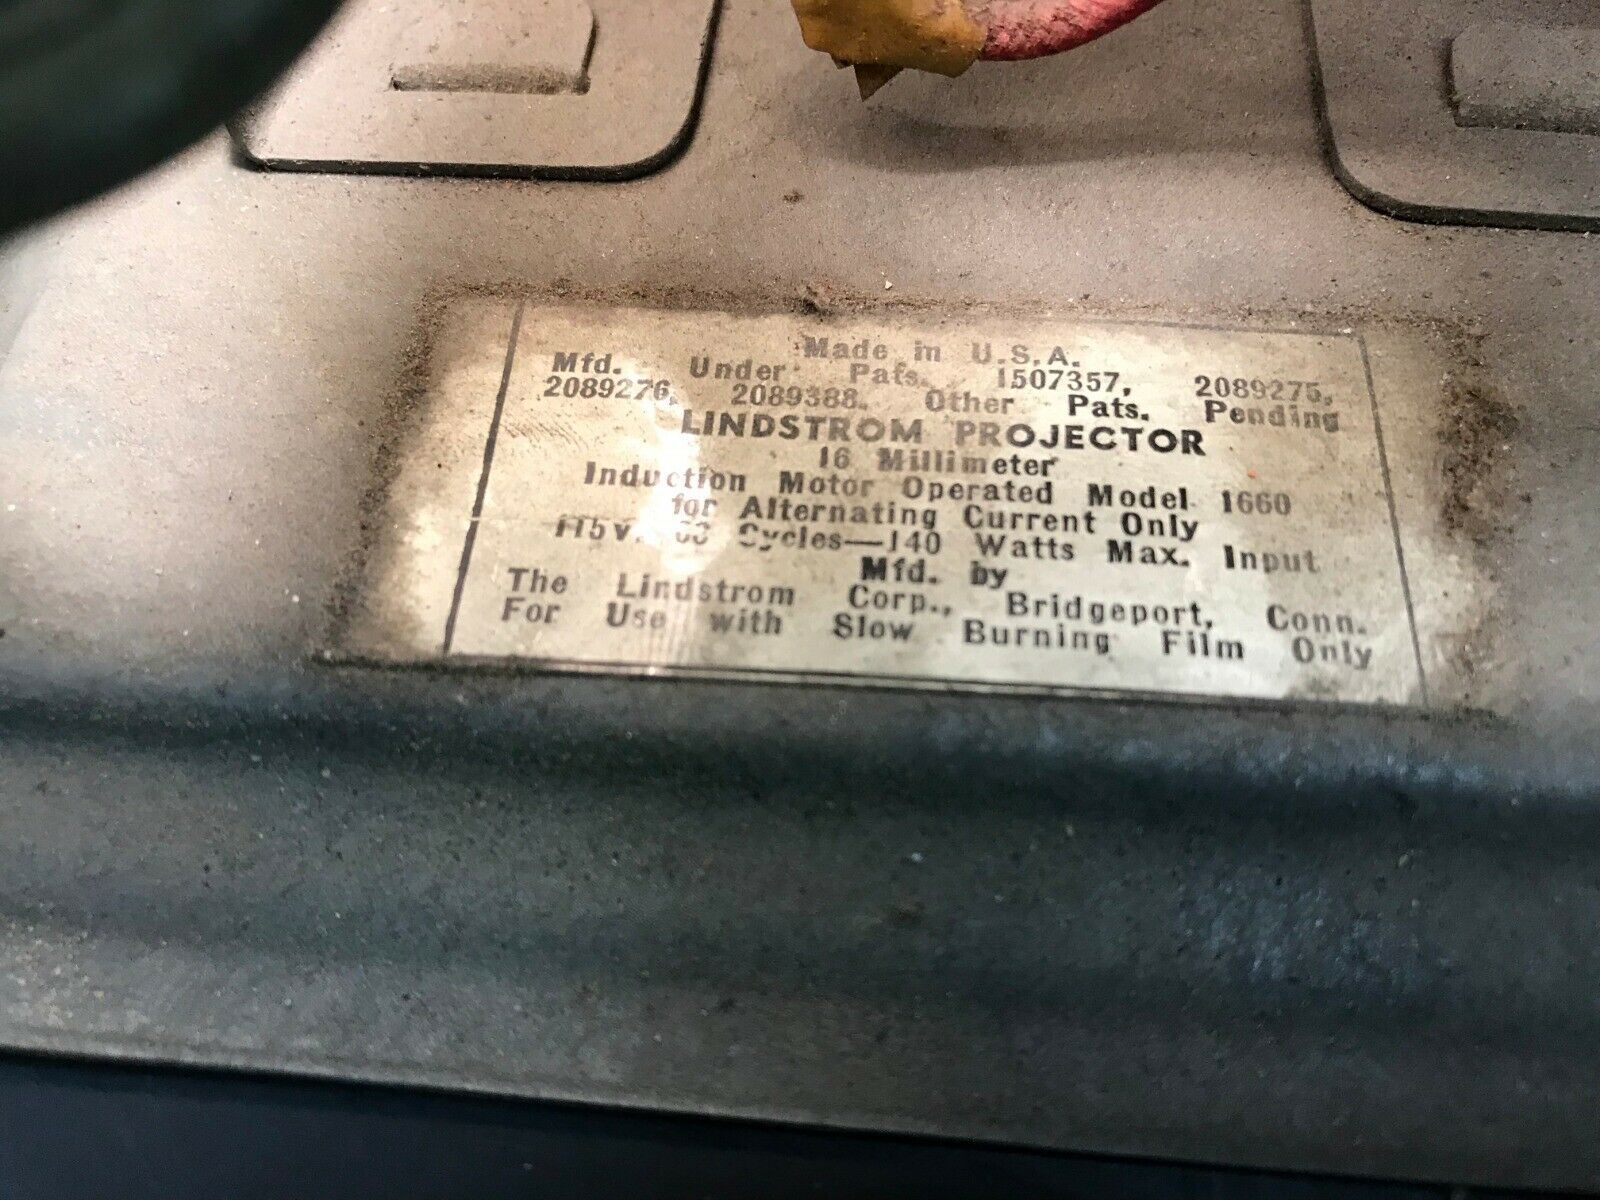 Made in U.S.A.
Mfd. Under Pats. 1507357, 2089275,
2089276, 2089388. Other Pats. Pending
LINDSTROM PROJECTOR
16 Millimeter
Induction Motor Operated Model 1660
for Alternating Current Only
115 V. 60 Cycles—140 Watts Max. Input
Mfd. by
The Lindstrom Corp., Bridgeport, Conn.
For Use with Slow Burning Film Only